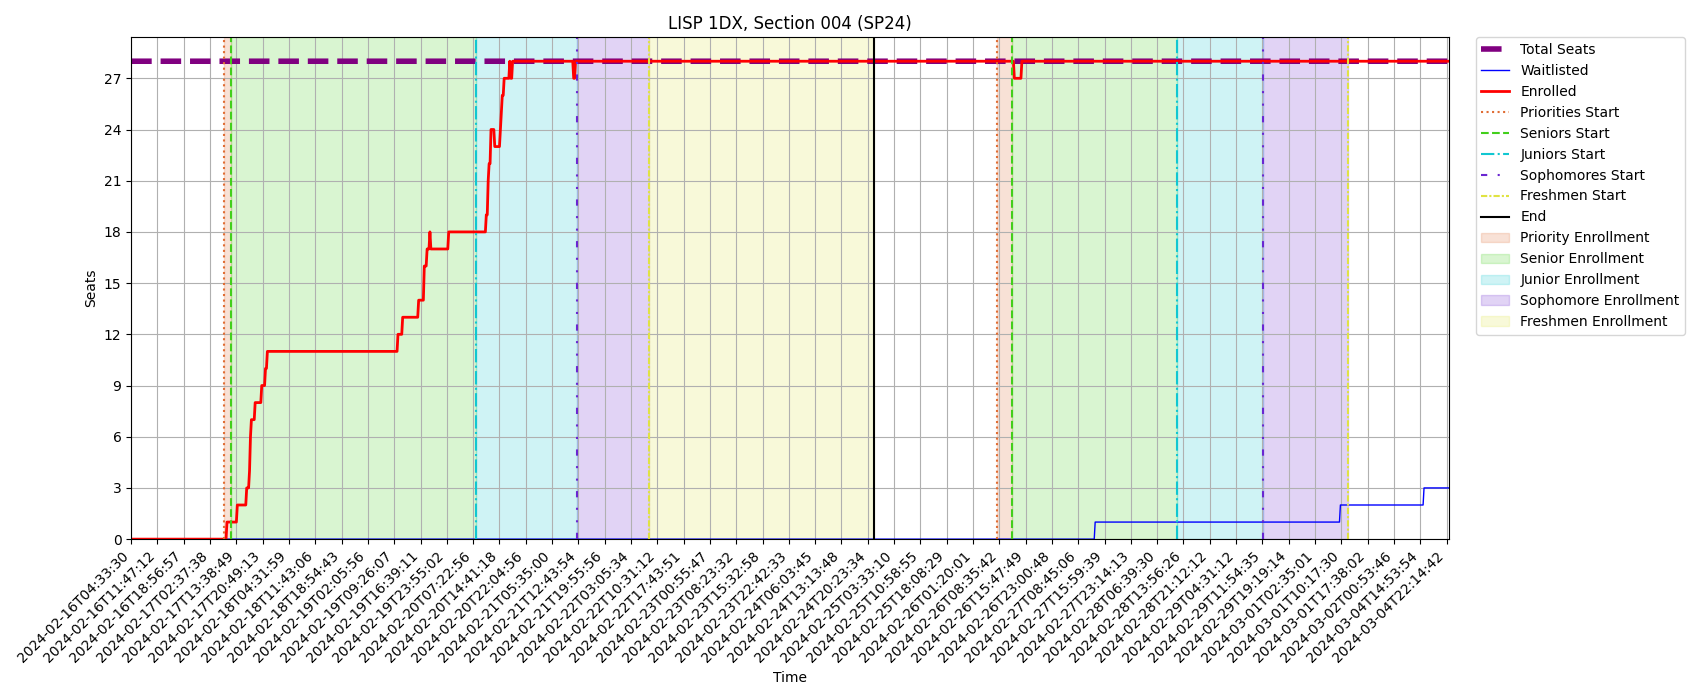 LISP 1DX, Section 004 (SP24)
Total Seats
Waitlisted
Enrolled
Priorities Start
Seniors Start
Juniors Start
Sophomores Start
Freshmen Start
End
Priority Enrollment
Senior Enrollment
Junior Enrollment
Sophomore Enrollment
Freshmen Enrollment
Seats
27
24
21
18
15
12
9
6
3
0
2024-02-16T04:33:30
2024-02-16T11:47:12
2024-02-16T18:56:57
2024-02-17T02:37:38
2024-02-17T13:38:49
2024-02-17T20:49:13
2024-02-18T04:31:59
2024-02-18T11:43:06
2024-02-18T18:54:43
2024-02-19T02:05:56
2024-02-19T09:26:07
2024-02-19T16:39:11
2024-02-19T23:55:02
2024-02-20T07:22:56
2024-02-20T14:41:18
2024-02-20T22:04:56
2024-02-21T05:35:00
2024-02-21T12:43:54
2024-02-21T19:55:56
2024-02-22T03:05:34
2024-02-22T10:31:12
2024-02-22T17:43:51
2024-02-23T00:55:47
2024-02-23T08:23:32
2024-02-23T15:32:58
2024-02-23T22:42:33
2024-02-24T06:03:45
2024-02-24T13:13:48
2024-02-24T20:23:34
2024-02-25T03:33:10
2024-02-25T10:58:55
2024-02-25T18:08:29
2024-02-26T01:20:01
2024-02-26T08:35:42
2024-02-26T15:47:49
2024-02-26T23:00:48
2024-02-27T08:45:06
2024-02-27T15:59:39
2024-02-27T23:14:13
2024-02-28T06:39:30
2024-02-28T13:56:26
2024-02-28T21:12:12
2024-02-29T04:31:12
2024-02-29T11:54:35
2024-02-29T19:19:14
2024-03-01T02:35:01
2024-03-01T10:17:30
2024-03-01T17:38:02
2024-03-02T00:53:46
2024-03-04T14:53:54
2024-03-04T22:14:42
Time